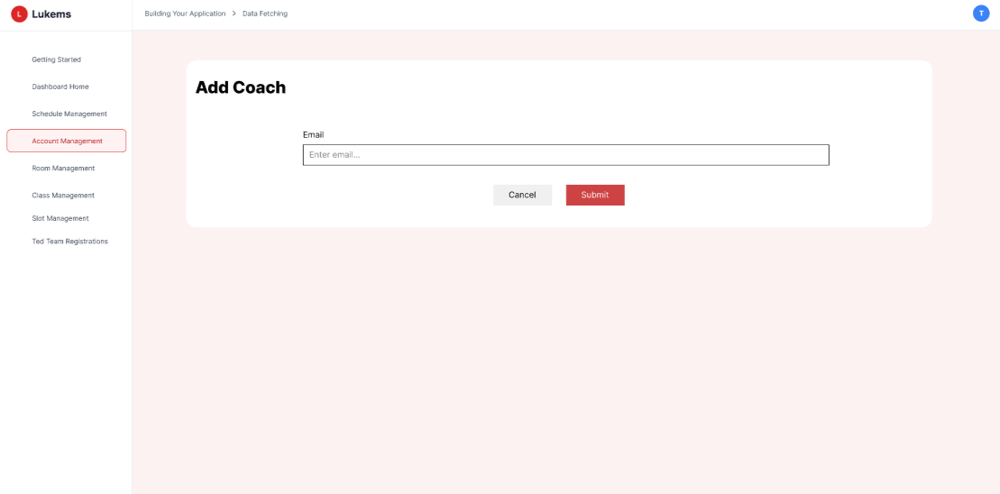 L Lukems
Building Your Application > Data Fetching
T
Getting Started
Dashboard Home
Schedule Management
Account Management
Room Management
Class Management
Slot Management
Ted Team Registrations
Add Coach
Email
Enter email...
Cancel
Submit